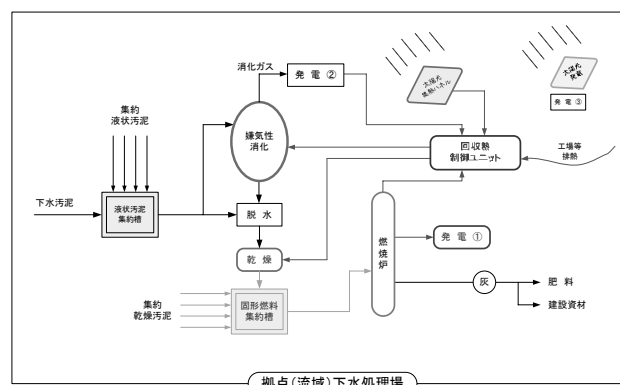 消化ガス
発 電 ②
太陽光
集熱パネル
太陽光
発電
発 電 ③
集約
液状汚泥
嫌気性
消化
回収熱
制御ユニット
工場等
排熱
下水汚泥
液状汚泥
集約槽
脱 水
燃焼炉
発 電 ①
乾 燥
灰
肥 料
建設資材
集約
乾燥汚泥
固形燃料
集約槽
拠点(流域)下水処理場